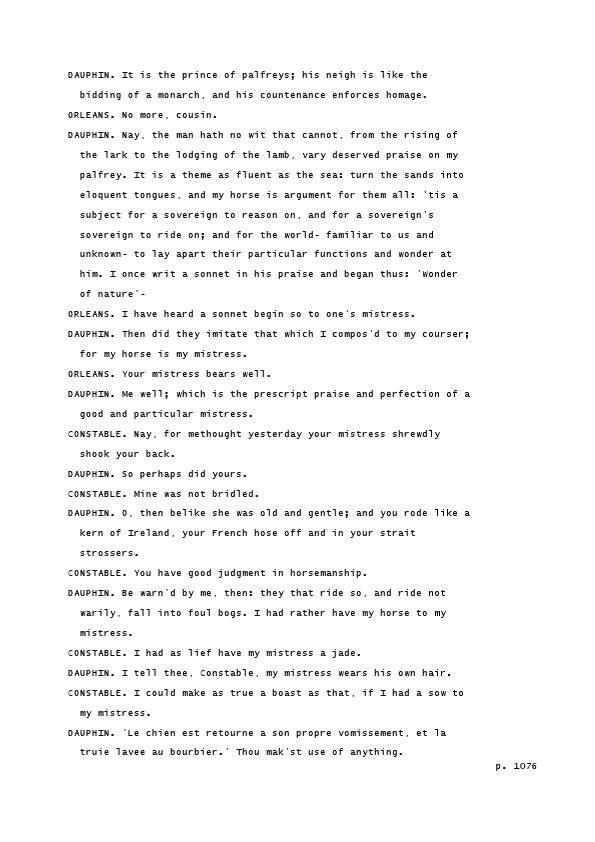 DAUPHIN. It is the prince of palfreys; his neigh is like the
bidding of a monarch, and his countenance enforces homage.
ORLEANS. No more, cousin.
DAUPHIN. Nay, the man hath no wit that cannot, from the rising of
the lark to the lodging of the lamb, vary deserved praise on my
palfrey. It is a theme as fluent as the sea: turn the sands into
eloquent tongues, and my horse is argument for them all: 'tis a
subject for a sovereign to reason on, and for a sovereign's
sovereign to ride on; and for the world- familiar to us and
unknown- to lay apart their particular functions and wonder at
him. I once writ a sonnet in his praise and began thus: 'Wonder
of nature'-
ORLEANS. I have heard a sonnet begin so to one's mistress.
DAUPHIN. Then did they imitate that which I compos'd to my courser;
for my horse is my mistress.
ORLEANS. Your mistress bears well.
DAUPHIN. Me well; which is the prescript praise and perfection of a
good and particular mistress.
CONSTABLE. Nay, for methought yesterday your mistress shrewdly
shook your back.
DAUPHIN. So perhaps did yours.
CONSTABLE. Mine was not bridled.
DAUPHIN. O, then belike she was old and gentle; and you rode like a
kern of Ireland, your French hose off and in your strait
strossers.
CONSTABLE. You have good judgment in horsemanship.
DAUPHIN. Be warn'd by me, then: they that ride so, and ride not
warily, fall into foul bogs. I had rather have my horse to my
mistress.
CONSTABLE. I had as lief have my mistress a jade.
DAUPHIN. I tell thee, Constable, my mistress wears his own hair.
CONSTABLE. I could make as true a boast as that, if I had a sow to
my mistress.
DAUPHIN. 'Le chien est retourne a son propre vomissement, et la
truie lavee au bourbier.' Thou mak'st use of anything.
p. 1076